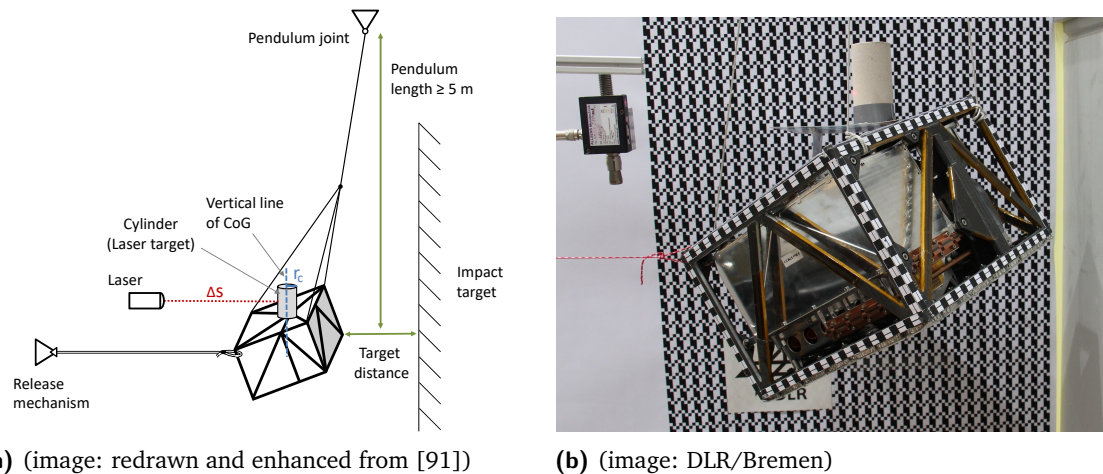 Pendulum joint
Pendulum
length ≥ 5 m
Vertical line
of CoG
Cylinder
(Laser target)
r_c
Laser
ΔS
Impact
target
Target
distance
Release
mechanism
DLR
) (image: redrawn and enhanced from [91])
(b) (image: DLR/Bremen)